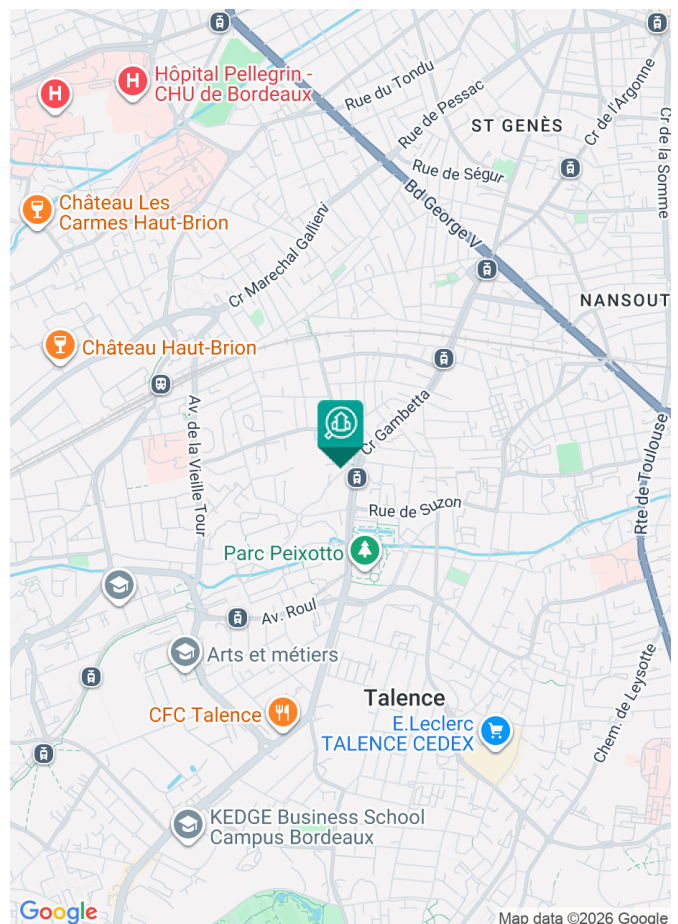 Hôpital Pellegrin -
CHU de Bordeaux
H
H
Rue du Tondu
Rue de Pessac
ST GENÈS
Cr de l'Argonne
Cr de la Somme
Rue de Ségur
Bd George V
Château Les
Carmes Haut-Brion
Cr Marechal Gallieni
NANSOUT
Château Haut-Brion
Av. de la Vieille Tour
Cr Gambetta
Rte de Toulouse
Rue de Suzon
Parc Peixotto
Av. Roul
Arts et métiers
Chem. de Leysotte
Talence
CFC Talence
E.Leclerc
TALENCE CEDEX
KEDGE Business School
Campus Bordeaux
Google
Map data ©2026 Google